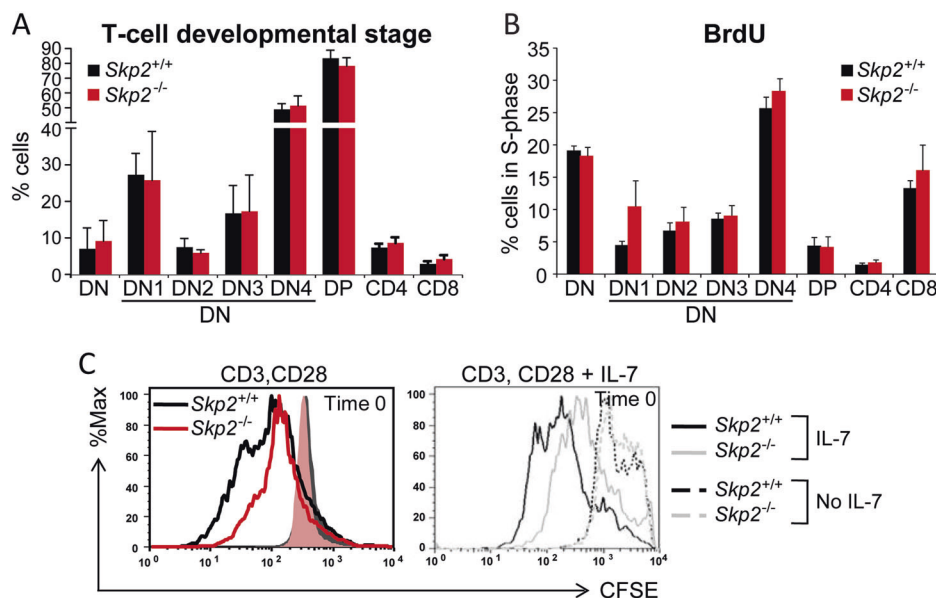 A
T-cell developmental stage
% cells
90
80
70
60
50
40
30
20
10
0
Skp2+/+
Skp2-/-
DN DN1 DN2 DN3 DN4 DP CD4 CD8
DN
B
BrdU
% cells in S-phase
35
30
25
20
15
10
5
0
Skp2+/+
Skp2-/-
DN DN1 DN2 DN3 DN4 DP CD4 CD8
DN
C
CD3,CD28
%Max
100
80
60
40
20
0
Skp2+/+
Skp2-/-
Time 0
10^0 10^1 10^2 10^3 10^4
CD3, CD28 + IL-7
Time 0
100
80
60
40
20
0
10^0 10^1 10^2 10^3 10^4
Skp2+/+
Skp2-/-
IL-7
Skp2+/+
Skp2-/-
No IL-7
CFSE